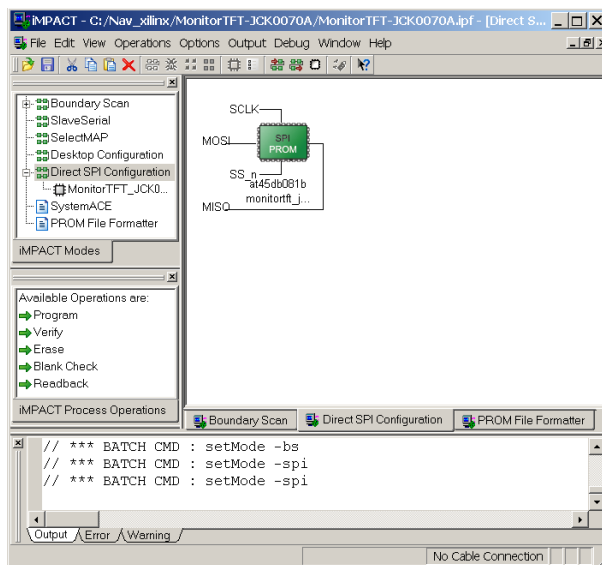 iMPACT - C:/Nav_xilinx/MonitorTFT-JCK0070A/MonitorTFT-JCK0070A.ipf - [Direct S...
File Edit View Operations Options Output Debug Window Help
Boundary Scan
SlaveSerial
SelectMAP
Desktop Configuration
Direct SPI Configuration
MonitorTFT_JCK0...
SystemACE
PROM File Formatter
iMPACT Modes
Available Operations are:
Program
Verify
Erase
Blank Check
Readback
iMPACT Process Operations
SCLK
MOSI
SPI
PROM
SS_n
at45db081b
monitortft_j...
MISO
Boundary Scan
Direct SPI Configuration
PROM File Formatter
// *** BATCH CMD : setMode -bs
// *** BATCH CMD : setMode -spi
// *** BATCH CMD : setMode -spi
Output
Error
Warning
No Cable Connection